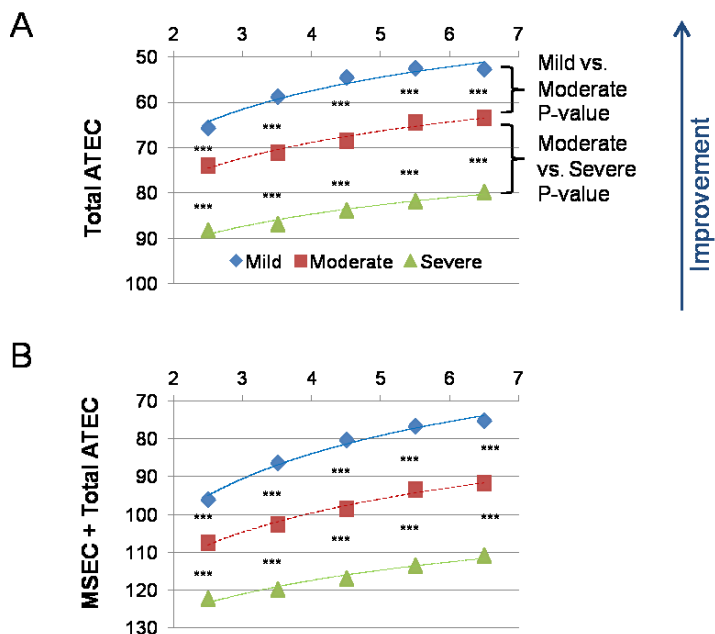 A
2 3 4 5 6 7
50
60
70
80
90
100
Total ATEC
*** *** *** *** ***
*** *** *** *** ***
Mild vs.
Moderate
P-value
Moderate
vs. Severe
P-value
Mild Moderate Severe
Improvement
B
2 3 4 5 6 7
70
80
90
100
110
120
130
MSEC + Total ATEC
*** *** *** *** ***
*** *** *** *** ***